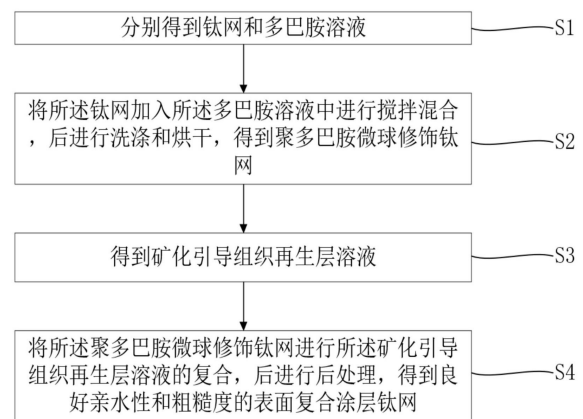 分别得到钛网和多巴胺溶液
S1
将所述钛网加入所述多巴胺溶液中进行搅拌混合
，后进行洗涤和烘干，得到聚多巴胺微球修饰钛
网
S2
得到矿化引导组织再生层溶液
S3
将所述聚多巴胺微球修饰钛网进行所述矿化引导
组织再生层溶液的复合，后进行后处理，得到良
好亲水性和粗糙度的表面复合涂层钛网
S4